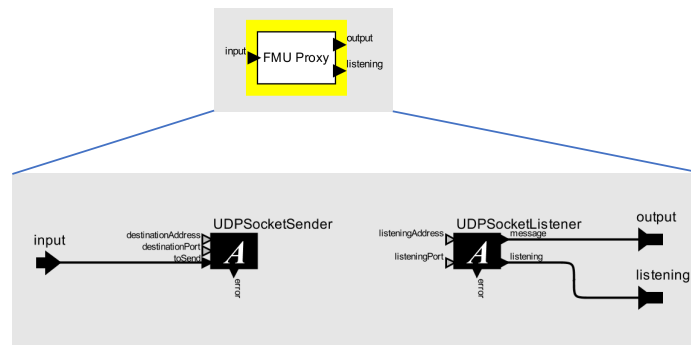 output
input
FMU Proxy
listening
UDPSocketSender
UDPSocketListener
output
destinationAddress
listeningAddress
message
input
destinationPort
toSend
A
listeningPort
A
listening
listening
error
error